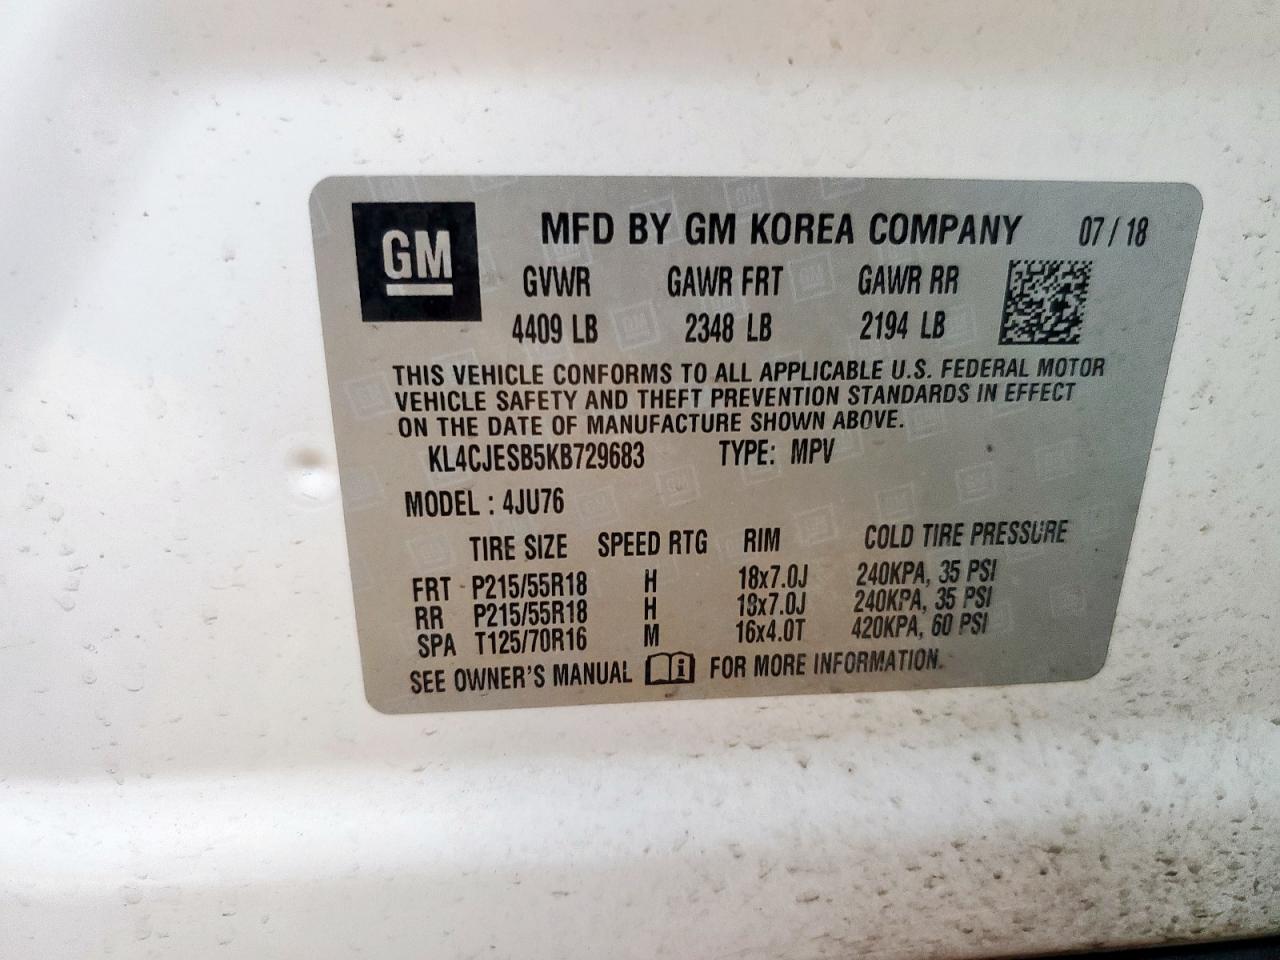 GM
MFD BY GM KOREA COMPANY 07 / 18
GVWR GAWR FRT GAWR RR
4409 LB 2348 LB 2194 LB
THIS VEHICLE CONFORMS TO ALL APPLICABLE U.S. FEDERAL MOTOR
VEHICLE SAFETY AND THEFT PREVENTION STANDARDS IN EFFECT
ON THE DATE OF MANUFACTURE SHOWN ABOVE.
KL4CJESB5KB729683 TYPE: MPV
MODEL : 4JU76
TIRE SIZE SPEED RTG RIM COLD TIRE PRESSURE
FRT P215/55R18 H 18x7.0J 240KPA, 35 PSI
RR P215/55R18 H 18x7.0J 240KPA, 35 PSI
SPA T125/70R16 M 16x4.0T 420KPA, 60 PSI
SEE OWNER'S MANUAL FOR MORE INFORMATION.